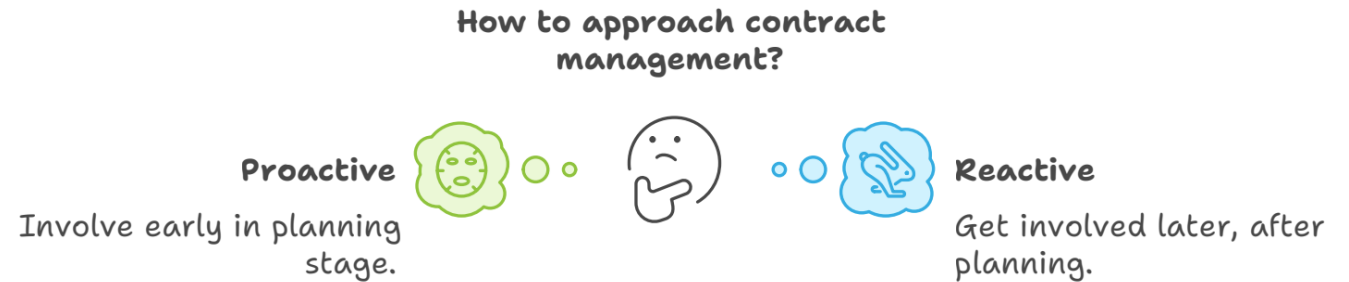 How to approach contract
management?
Proactive
Involve early in planning
stage.
Reactive
Get involved later, after
planning.